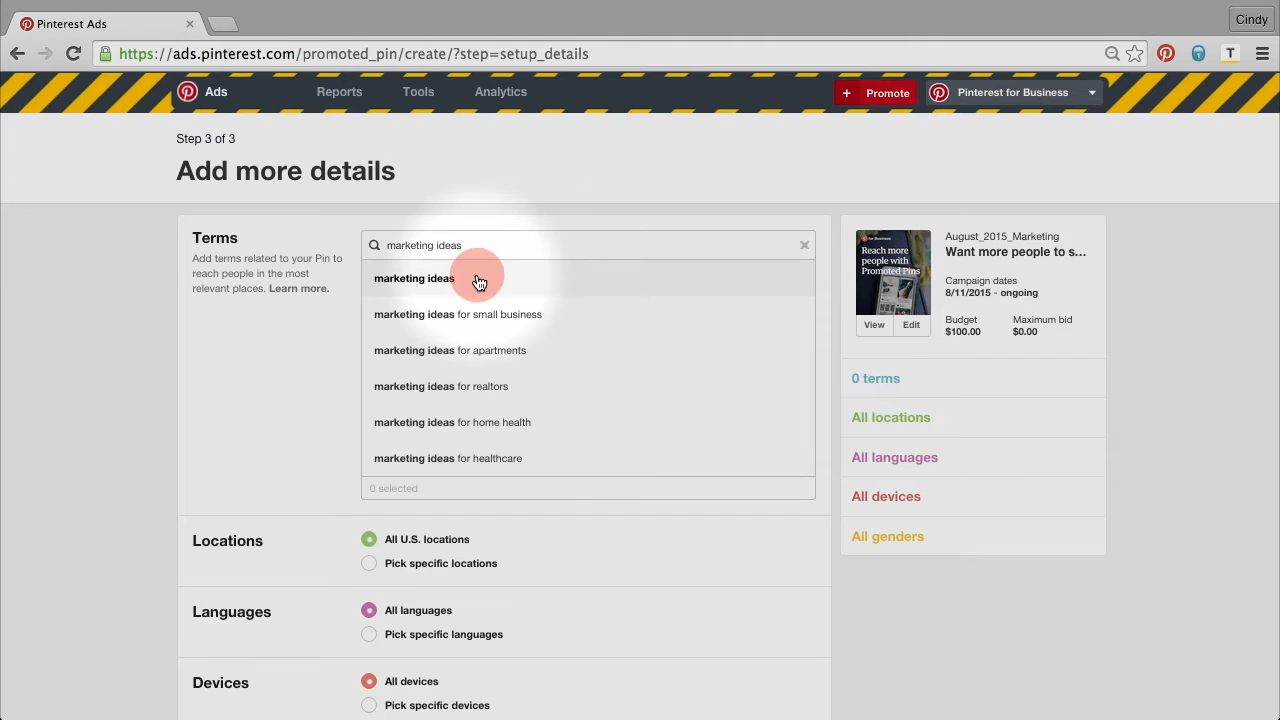 Pinterest Ads
Cindy
https://ads.pinterest.com/promoted_pin/create/?step=setup_details
T
Ads
Reports
Tools
Analytics
+ Promote
Pinterest for Business
Step 3 of 3
Add more details
Terms
Add terms related to your Pin to
reach people in the most
relevant places. Learn more.
marketing ideas
marketing ideas
marketing ideas for small business
marketing ideas for apartments
marketing ideas for realtors
marketing ideas for home health
marketing ideas for healthcare
0 selected
Locations
All U.S. locations
Pick specific locations
Languages
All languages
Pick specific languages
Devices
All devices
Pick specific devices
for Business
Reach more
people with
Promoted Pins
View
Edit
August_2015_Marketing
Want more people to s...
Campaign dates
8/11/2015 - ongoing
Budget
$100.00
Maximum bid
$0.00
0 terms
All locations
All languages
All devices
All genders